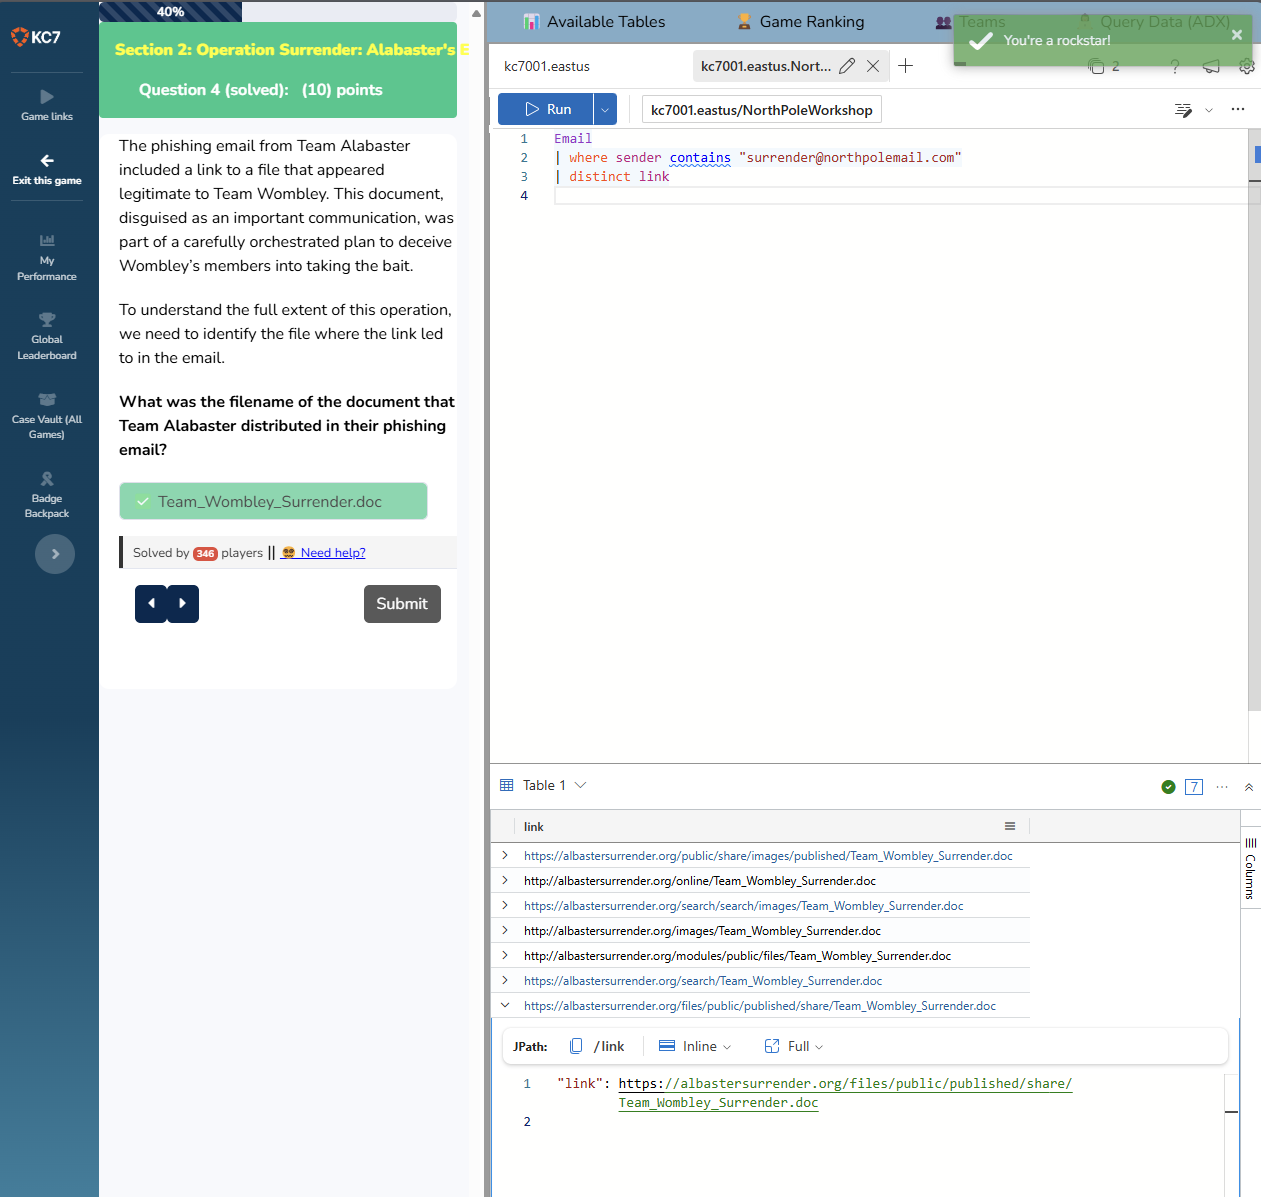 KC7
Game links
Exit this game
My
Performance
Global
Leaderboard
Case Vault (All
Games)
Badge
Backpack
40%
Section 2: Operation Surrender: Alabaster's E
Question 4 (solved): (10) points
The phishing email from Team Alabaster
included a link to a file that appeared
legitimate to Team Wombley. This document,
disguised as an important communication, was
part of a carefully orchestrated plan to deceive
Wombley’s members into taking the bait.
To understand the full extent of this operation,
we need to identify the file where the link led
to in the email.
What was the filename of the document that
Team Alabaster distributed in their phishing
email?
Team_Wombley_Surrender.doc
Solved by 346 players || Need help?
Submit
Available Tables
Game Ranking
Teams
Query Data (ADX)
You're a rockstar!
kc7001.eastus
kc7001.eastus.Nort...
2
Run
kc7001.eastus/NorthPoleWorkshop
1 Email
2 | where sender contains "surrender@northpolemail.com"
3 | distinct link
4
Table 1
7
link
https://albastersurrender.org/public/share/images/published/Team_Wombley_Surrender.doc
http://albastersurrender.org/online/Team_Wombley_Surrender.doc
https://albastersurrender.org/search/search/images/Team_Wombley_Surrender.doc
http://albastersurrender.org/images/Team_Wombley_Surrender.doc
http://albastersurrender.org/modules/public/files/Team_Wombley_Surrender.doc
https://albastersurrender.org/search/Team_Wombley_Surrender.doc
https://albastersurrender.org/files/public/published/share/Team_Wombley_Surrender.doc
Columns
JPath: /link Inline Full
1 "link": https://albastersurrender.org/files/public/published/share/
Team_Wombley_Surrender.doc
2